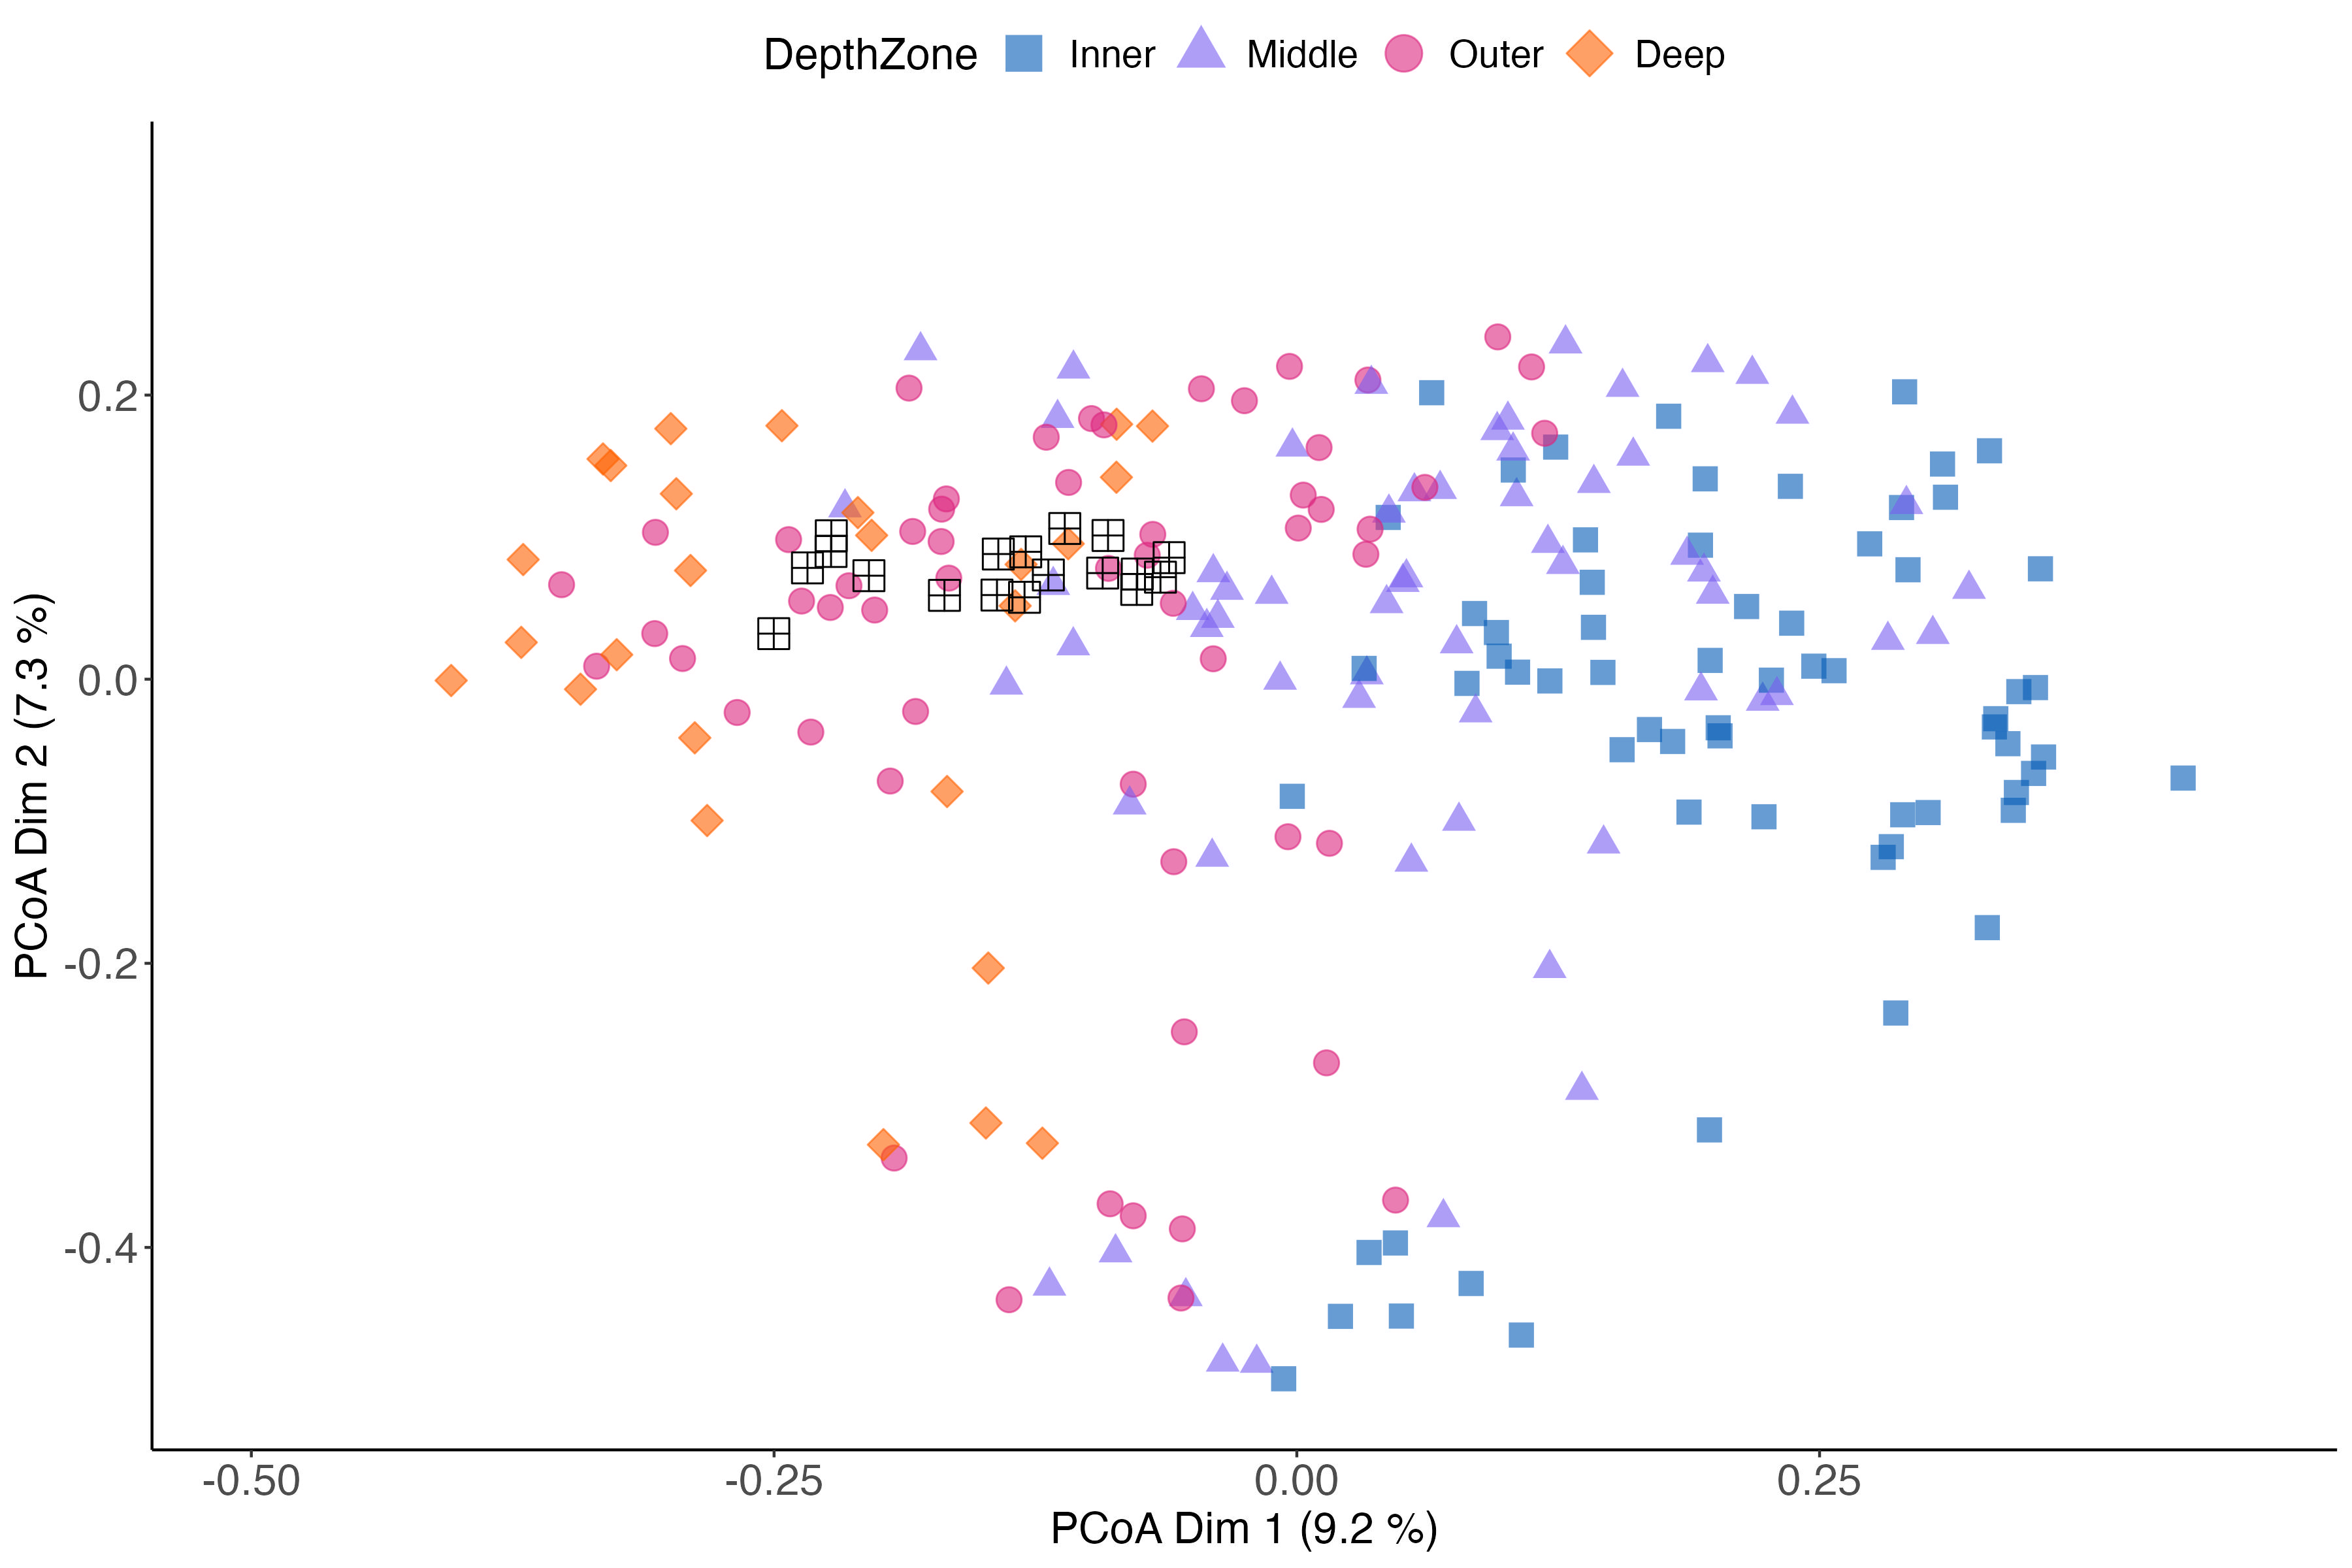 DepthZone Inner Middle Outer Deep
0.2
0.0
-0.2
-0.4
PCoA Dim 2 (7.3 %)
-0.50 -0.25 0.00 0.25
PCoA Dim 1 (9.2 %)